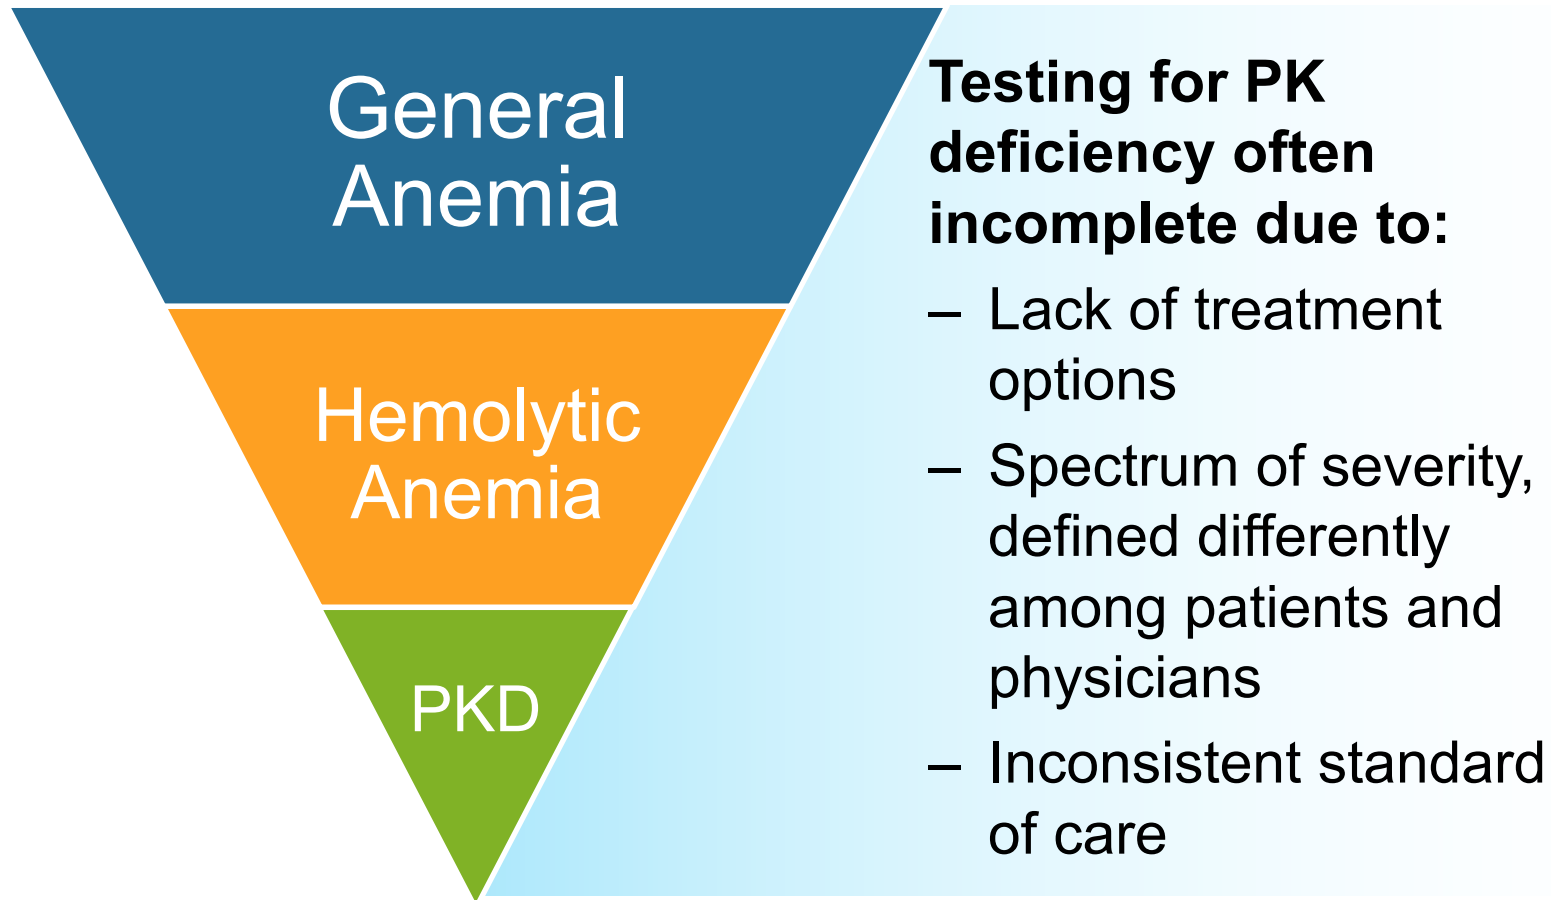 General
Anemia
Hemolytic
Anemia
PKD
Testing for PK
deficiency often
incomplete due to:
– Lack of treatment
options
– Spectrum of severity,
defined differently
among patients and
physicians
– Inconsistent standard
of care